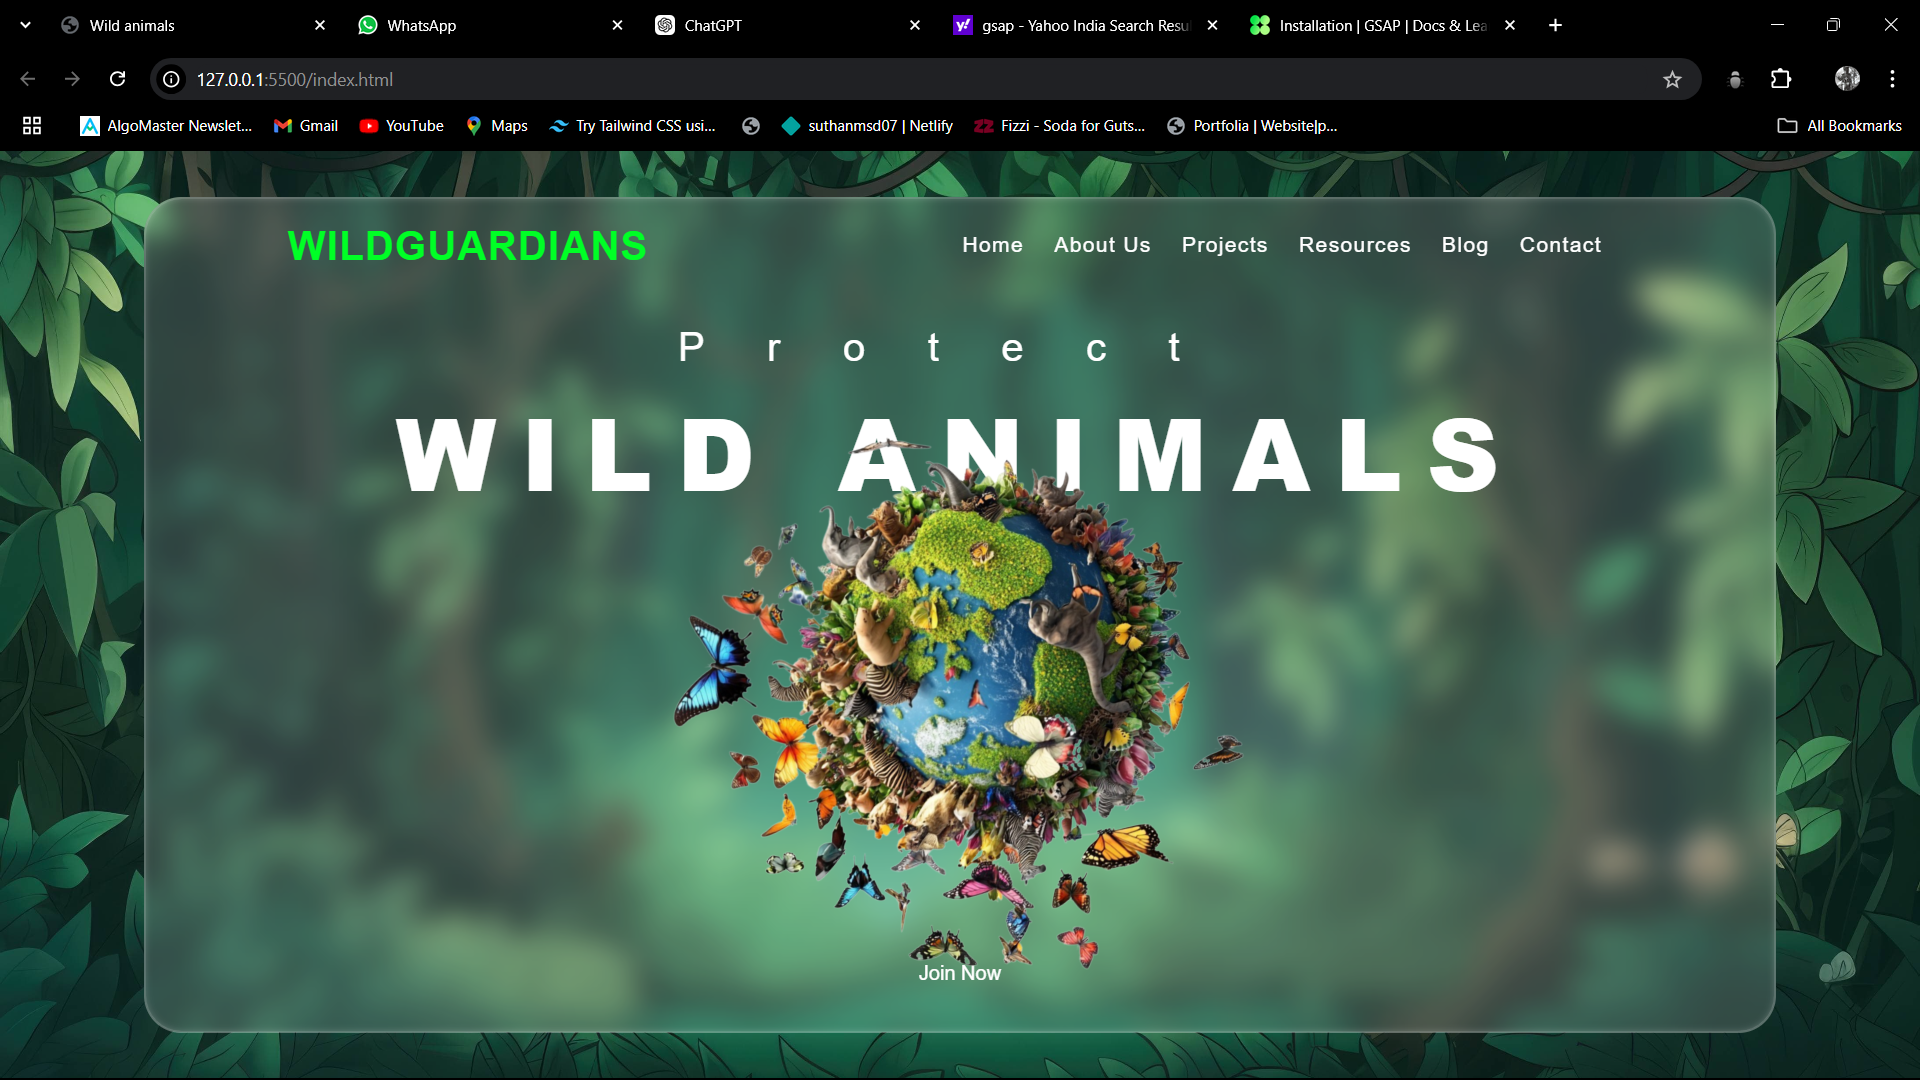 Wild animals
WhatsApp
ChatGPT
gsap - Yahoo India Search Resu
Installation | GSAP | Docs & Lea
127.0.0.1:5500/index.html
AlgoMaster Newslet...
Gmail
YouTube
Maps
Try Tailwind CSS usi...
suthanmsd07 | Netlify
Fizzi - Soda for Guts...
Portfolia | Website|p...
All Bookmarks
WILDGUARDIANS
Home
About Us
Projects
Resources
Blog
Contact
Protect
WILD ANIMALS
Join Now